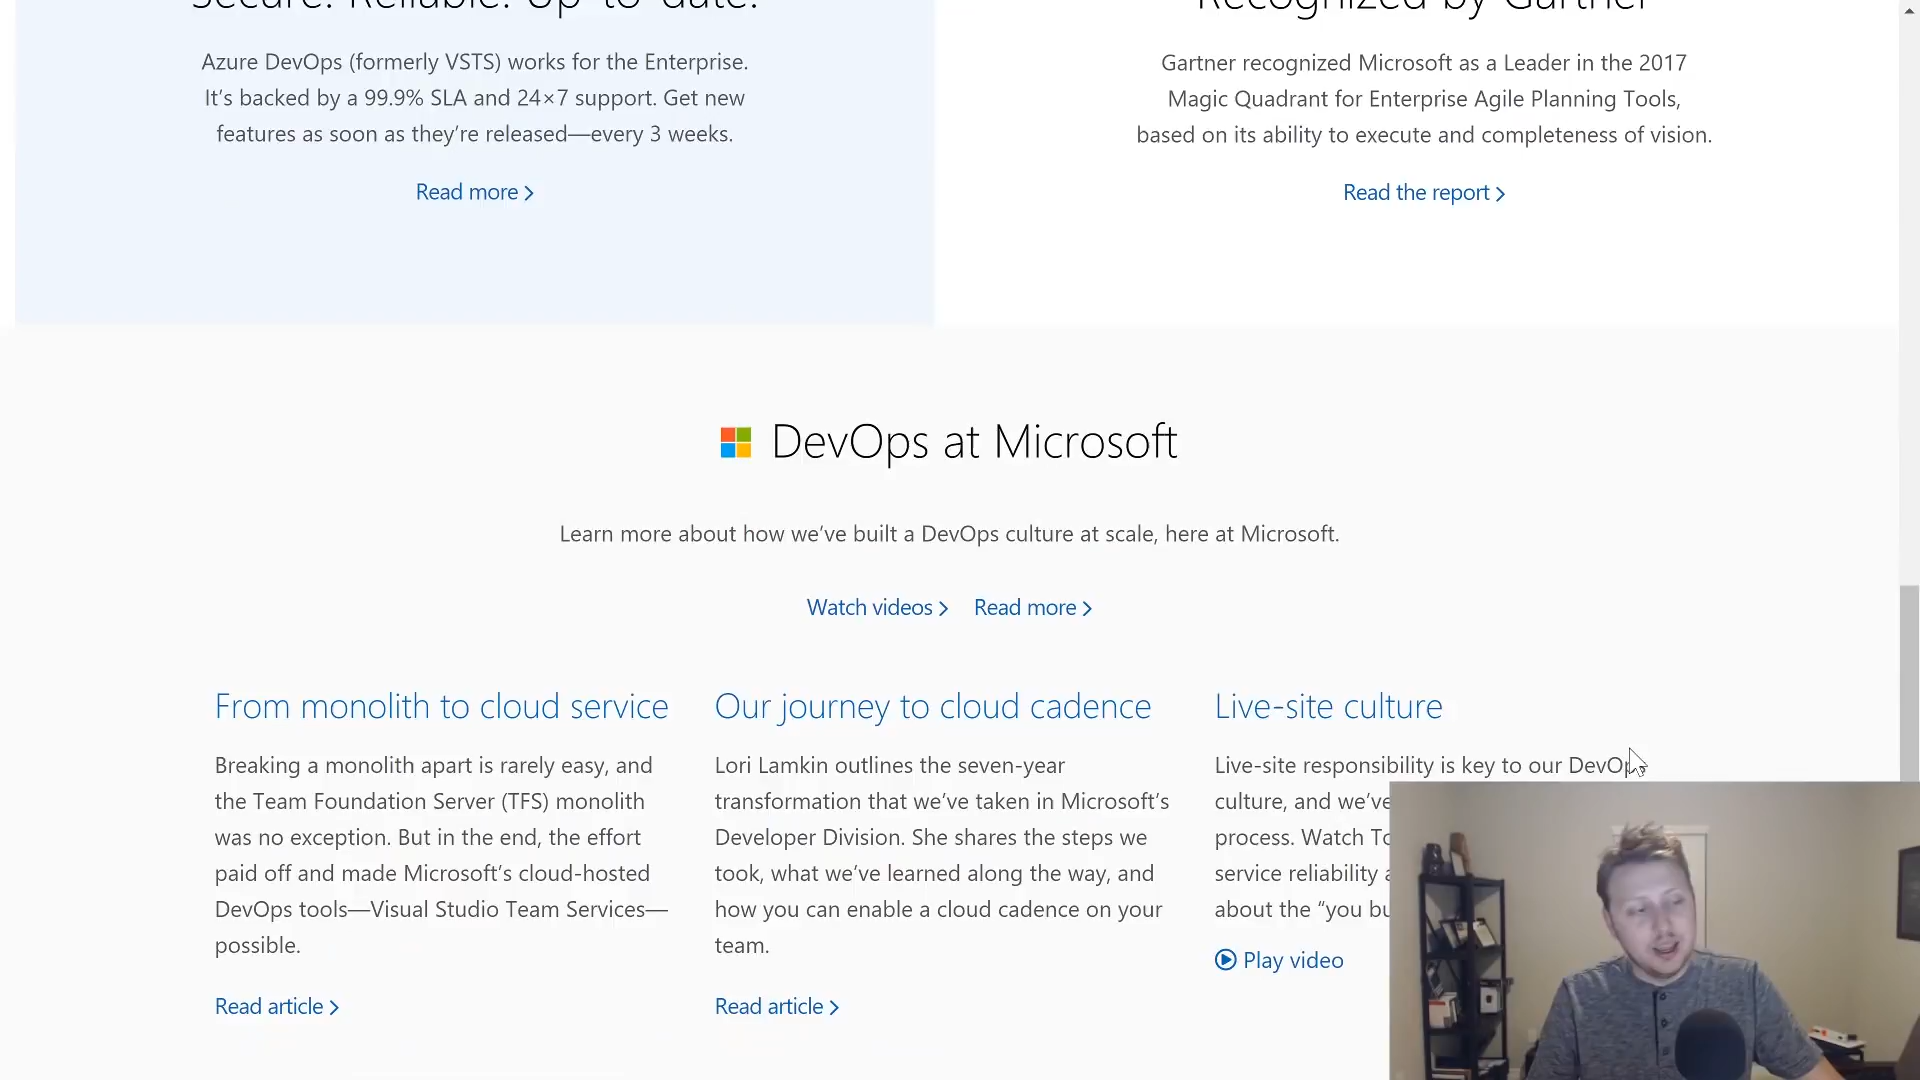 Secure. Reliable. Up-to-date.
Azure DevOps (formerly VSTS) works for the Enterprise.
It's backed by a 99.9% SLA and 24×7 support. Get new
features as soon as they're released—every 3 weeks.
Read more
Recognized by Gartner
Gartner recognized Microsoft as a Leader in the 2017
Magic Quadrant for Enterprise Agile Planning Tools,
based on its ability to execute and completeness of vision.
Read the report
DevOps at Microsoft
Learn more about how we've built a DevOps culture at scale, here at Microsoft.
Watch videos Read more
From monolith to cloud service
Breaking a monolith apart is rarely easy, and
the Team Foundation Server (TFS) monolith
was no exception. But in the end, the effort
paid off and made Microsoft's cloud-hosted
DevOps tools—Visual Studio Team Services—
possible.
Read article
Our journey to cloud cadence
Lori Lamkin outlines the seven-year
transformation that we've taken in Microsoft's
Developer Division. She shares the steps we
took, what we've learned along the way, and
how you can enable a cloud cadence on your
team.
Read article
Live-site culture
Live-site responsibility is key to our DevOps
culture, and we've
process. Watch
service reliability
about the "you
Play video